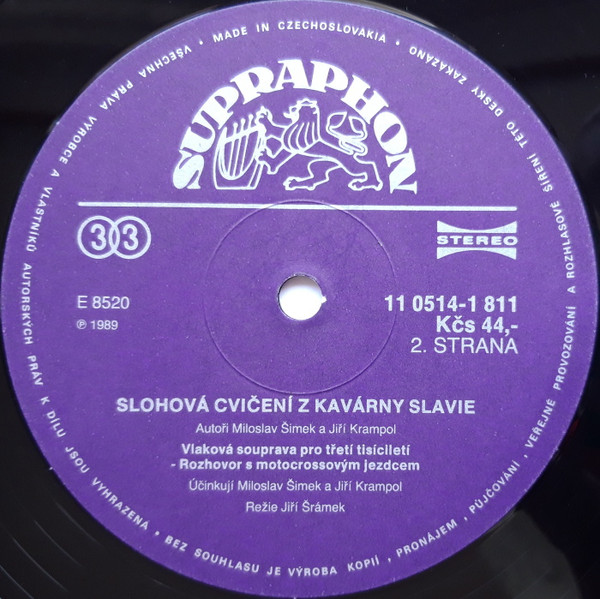 • MADE IN CZECHOSLOVAKIA •
VŠECHNA PRÁVA VÝROBCE A VLASTNÍKŮ AUTORSKÝCH PRÁV K DÍLU JSOU VYHRAZENA • BEZ SOUHLASU JE VÝROBA KOPIÍ , PRONÁJEM , PŮJČOVÁNÍ , VEŘEJNÉ PROVOZOVÁNÍ A ROZHLASOVÉ ŠÍŘENÍ TÉTO DESKY ZAKÁZÁNO
SUPRAPHON
33
STEREO
E 8520
℗ 1989
11 0514-1 811
Kčs 44,-
2. STRANA
SLOHOVÁ CVIČENÍ Z KAVÁRNY SLAVIE
Autoři Miloslav Šimek a Jiří Krampol
Vlaková souprava pro třetí tisíciletí
- Rozhovor s motocrossovým jezdcem
Účinkují Miloslav Šimek a Jiří Krampol
Režie Jiří Šrámek